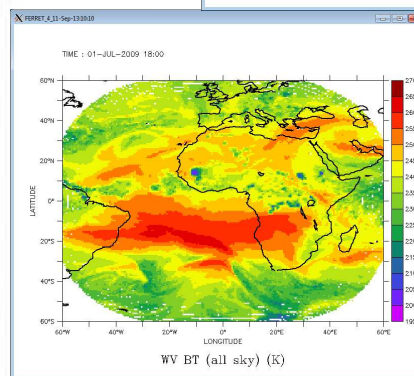 FERRET_4_11-Sep-13:10:10
TIME : 01-JUL-2009 18:00
60°N
40°N
20°N
0°
20°S
40°S
60°S
LATITUDE
60°W
40°W
20°W
0°
20°E
40°E
60°E
LONGITUDE
270
265
260
255
250
245
240
235
230
225
220
215
210
205
200
195
WV BT (all sky) (K)